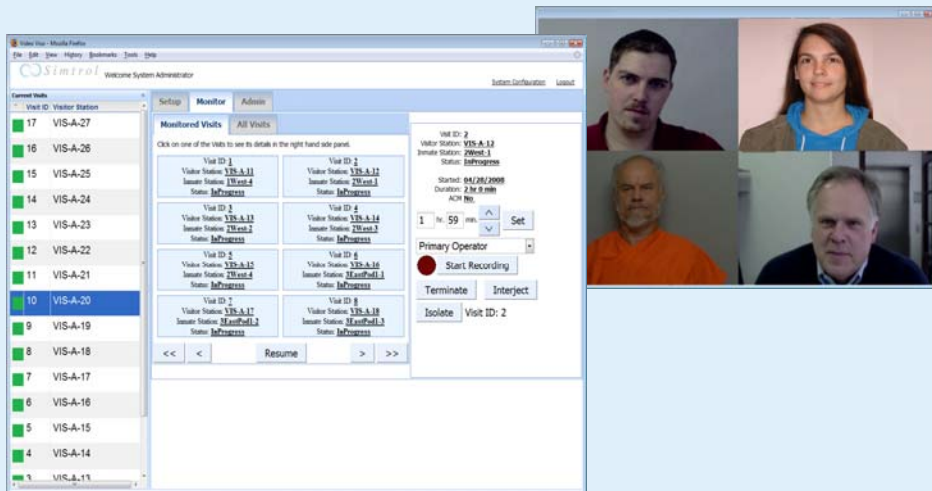 Video Visit - Mozilla Firefox
File Edit View History Bookmarks Tools Help
Simtrol Welcome System Administrator
System Configuration Logout
Current Visits
Visit ID Visitor Station
17 VIS-A-27
16 VIS-A-26
15 VIS-A-25
14 VIS-A-24
13 VIS-A-23
12 VIS-A-22
11 VIS-A-21
10 VIS-A-20
9 VIS-A-19
8 VIS-A-18
7 VIS-A-17
6 VIS-A-16
5 VIS-A-15
4 VIS-A-14
3 VIS-A-13
Setup Monitor Admin
Monitored Visits All Visits
Click on one of the Visits to see its details in the right hand side panel.
Visit ID: 1
Visitor Station: VIS-A-11
Inmate Station: 1West-4
Status: InProgress
Visit ID: 2
Visitor Station: VIS-A-12
Inmate Station: 2West-1
Status: InProgress
Visit ID: 3
Visitor Station: VIS-A-13
Inmate Station: 2West-2
Status: InProgress
Visit ID: 4
Visitor Station: VIS-A-14
Inmate Station: 2West-3
Status: InProgress
Visit ID: 5
Visitor Station: VIS-A-15
Inmate Station: 2West-4
Status: InProgress
Visit ID: 6
Visitor Station: VIS-A-16
Inmate Station: 3EastPod1-1
Status: InProgress
Visit ID: 7
Visitor Station: VIS-A-17
Inmate Station: 3EastPod1-2
Status: InProgress
Visit ID: 8
Visitor Station: VIS-A-18
Inmate Station: 3EastPod1-3
Status: InProgress
<< < Resume > >>
Visit ID: 2
Visitor Station: VIS-A-12
Inmate Station: 2West-1
Status: InProgress
Started: 04/28/2008
Duration: 2 hr 0 min
ACM No
1 hr. 59 min. Set
Primary Operator
Start Recording
Terminate Interject
Isolate Visit ID: 2